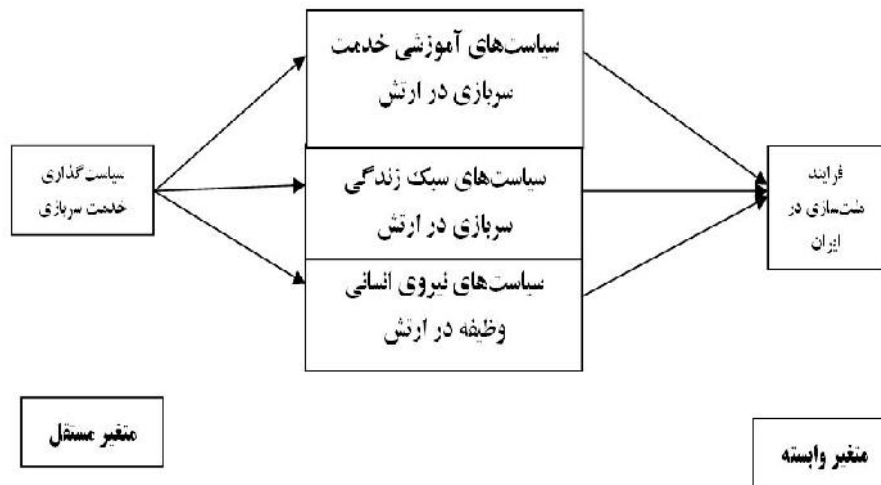 سیاست‌های آموزشی خدمت
سربازی در ارتش
سیاست‌گذاری
خدمت سربازی
سیاست‌های سبک زندگی
سربازی در ارتش
فرایند
ملت‌سازی در
ایران
سیاست‌های نیروی انسانی
وظیفه در ارتش
متغیر مستقل
متغیر وابسته